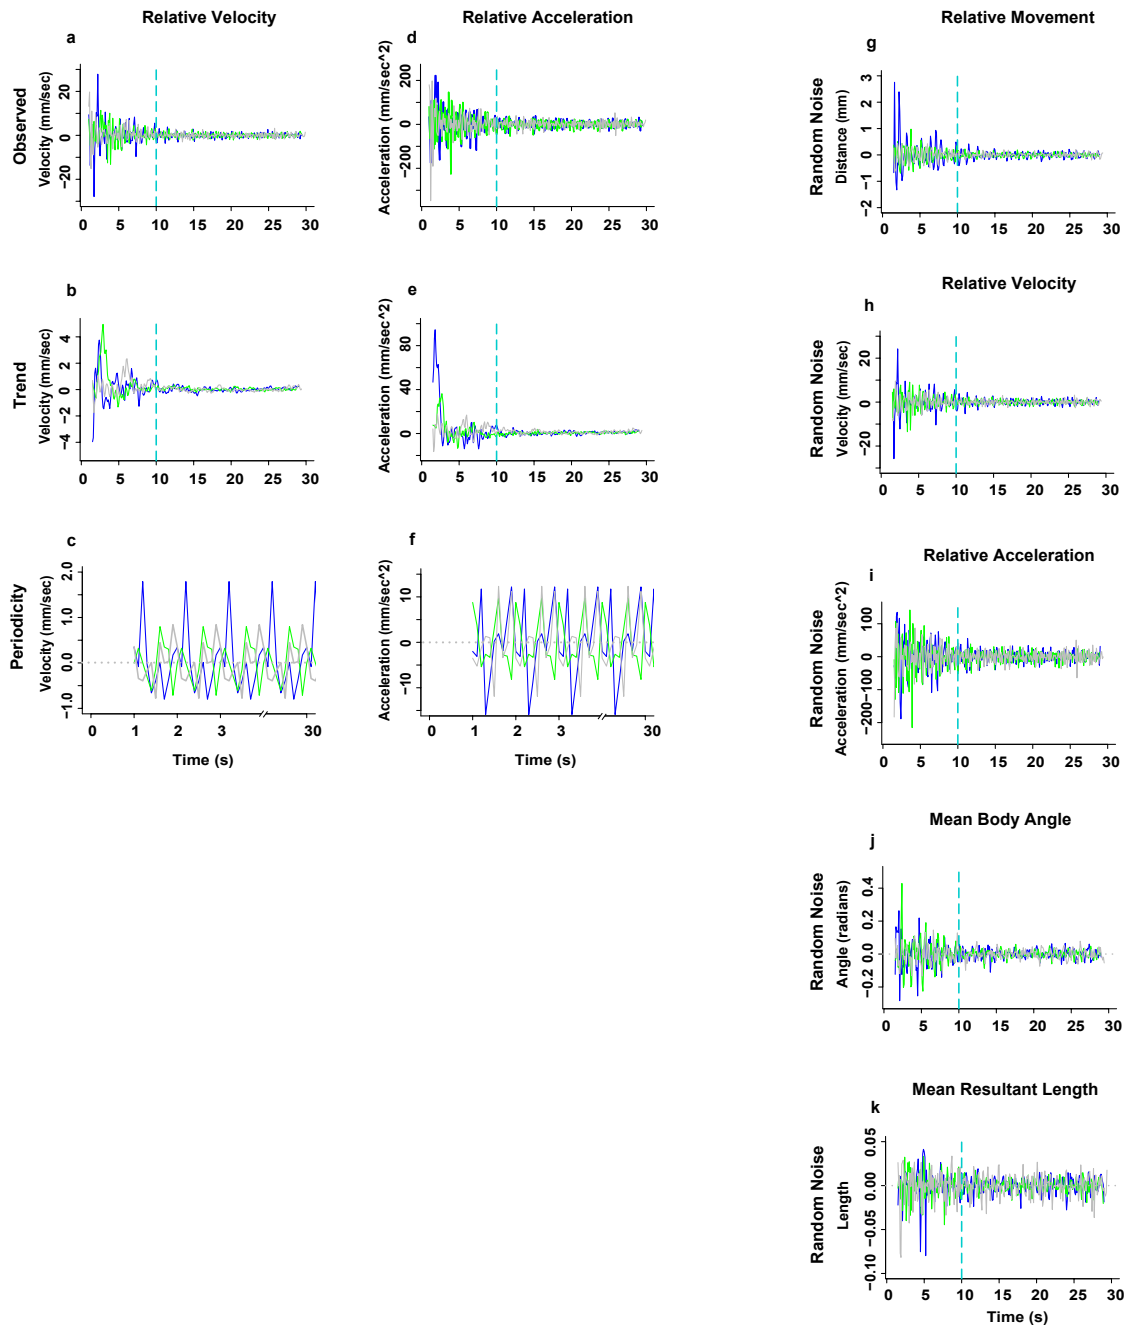 Relative Velocity
Relative Acceleration
Relative Movement
a
Observed
Velocity (mm/sec)
20
0
−20
0 5 10 15 20 25 30
d
Acceleration (mm/sec^2)
200
0
−200
0 5 10 15 20 25 30
g
Random Noise
Distance (mm)
3
2
1
0
−1
−2
0 5 10 15 20 25 30
b
Trend
Velocity (mm/sec)
4
2
0
−2
−4
0 5 10 15 20 25 30
e
Acceleration (mm/sec^2)
80
40
0
0 5 10 15 20 25 30
Relative Velocity
h
Random Noise
Velocity (mm/sec)
20
0
−20
0 5 10 15 20 25 30
c
Periodicity
Velocity (mm/sec)
2.0
1.0
0.0
−1.0
0 1 2 3 30
Time (s)
f
Acceleration (mm/sec^2)
10
0
−10
0 1 2 3 30
Time (s)
Relative Acceleration
i
Random Noise
Acceleration (mm/sec^2)
100
0
−100
−200
0 5 10 15 20 25 30
Mean Body Angle
j
Random Noise
Angle (radians)
0.4
0.2
0.0
−0.2
0 5 10 15 20 25 30
Mean Resultant Length
k
Random Noise
Length
0.05
0.00
−0.05
−0.10
0 5 10 15 20 25 30
Time (s)